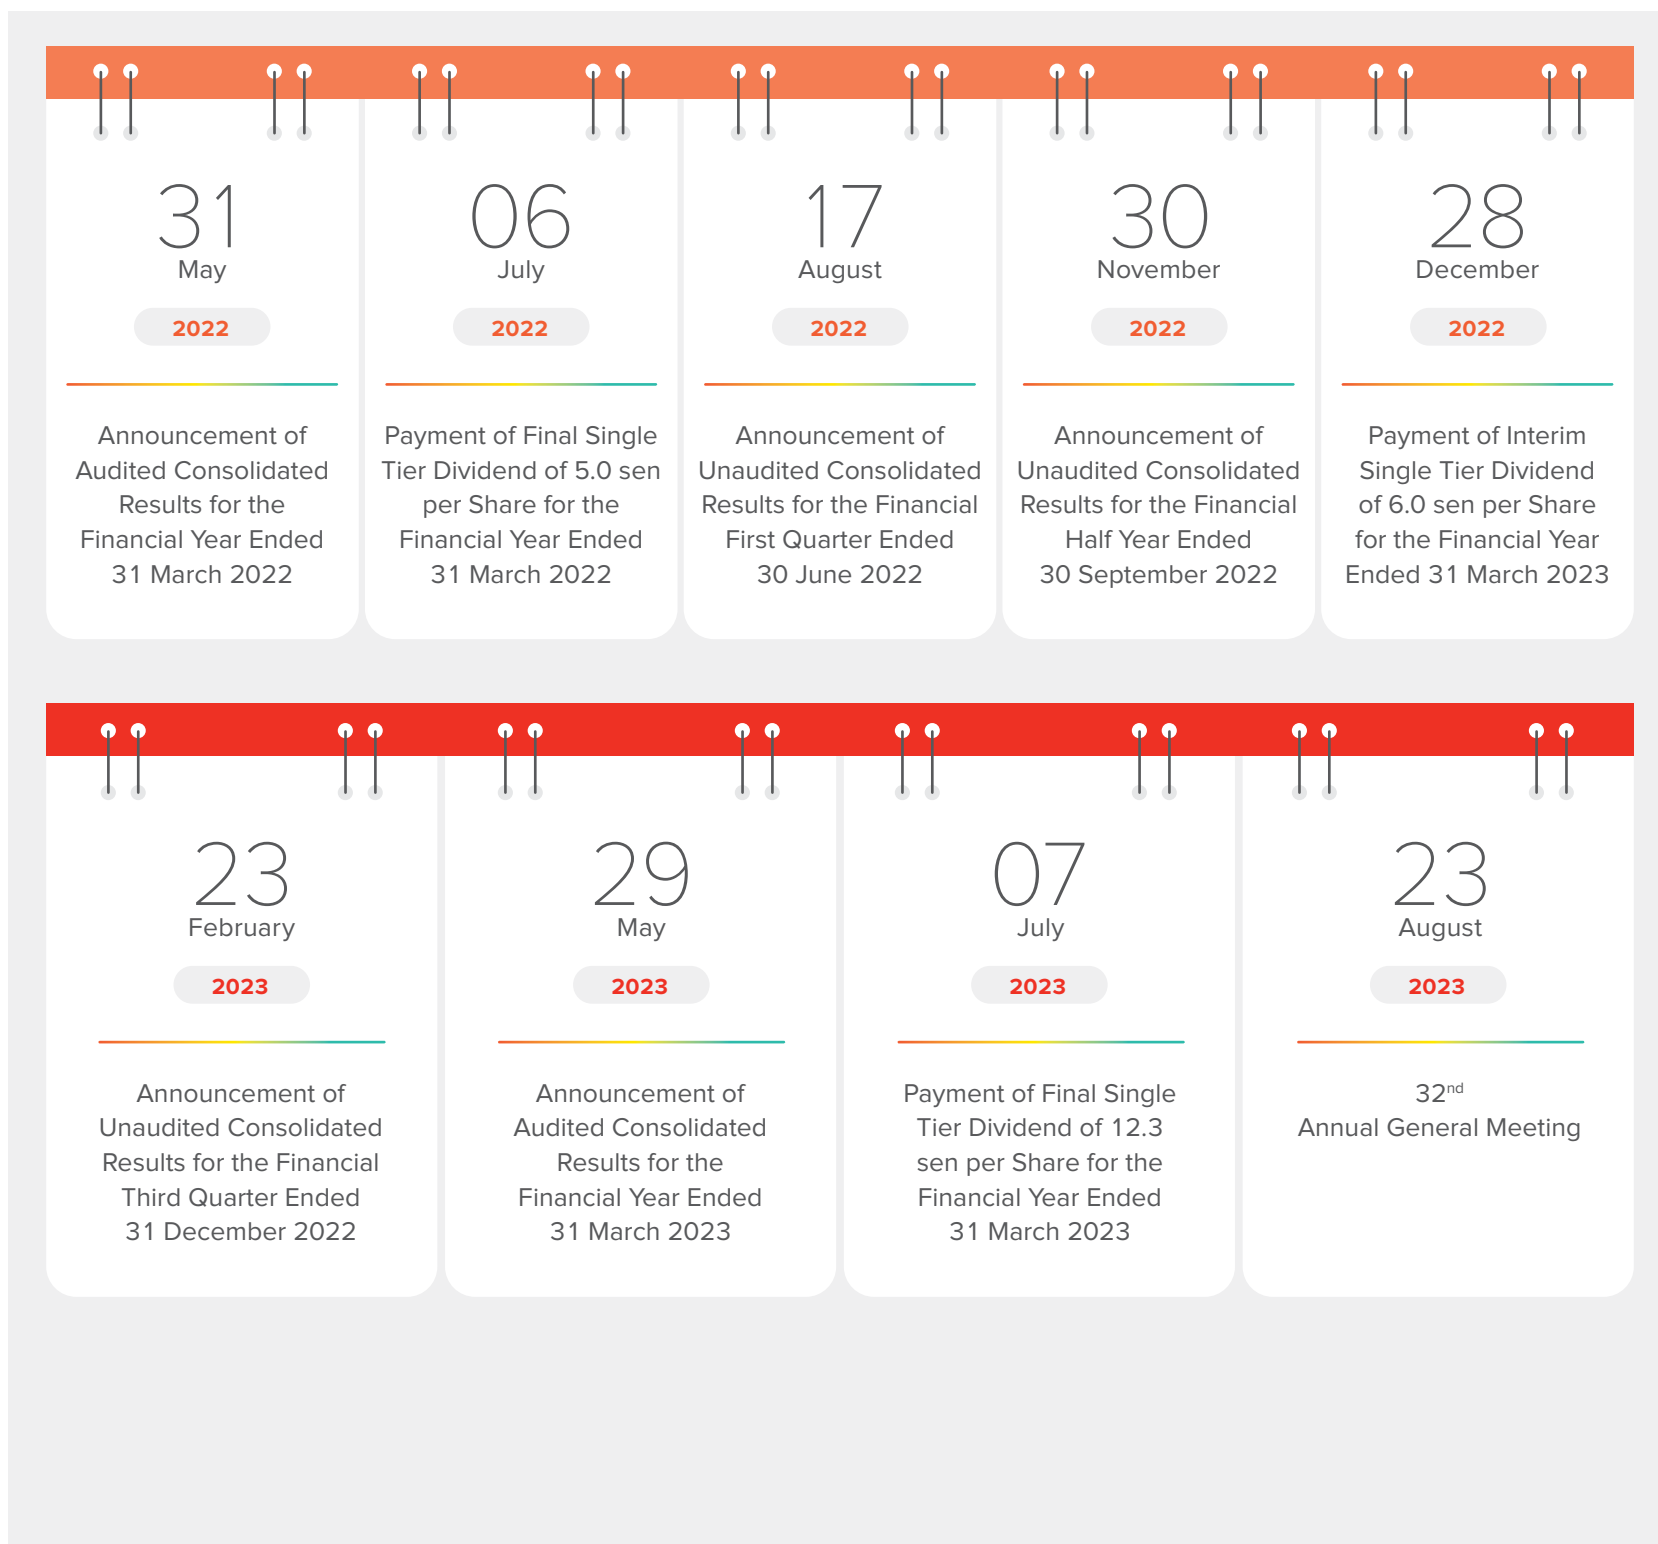 31
May
2022
Announcement of
Audited Consolidated
Results for the
Financial Year Ended
31 March 2022
06
July
2022
Payment of Final Single
Tier Dividend of 5.0 sen
per Share for the
Financial Year Ended
31 March 2022
17
August
2022
Announcement of
Unaudited Consolidated
Results for the Financial
First Quarter Ended
30 June 2022
30
November
2022
Announcement of
Unaudited Consolidated
Results for the Financial
Half Year Ended
30 September 2022
28
December
2022
Payment of Interim
Single Tier Dividend
of 6.0 sen per Share
for the Financial Year
Ended 31 March 2023
23
February
2023
Announcement of
Unaudited Consolidated
Results for the Financial
Third Quarter Ended
31 December 2022
29
May
2023
Announcement of
Audited Consolidated
Results for the
Financial Year Ended
31 March 2023
07
July
2023
Payment of Final Single
Tier Dividend of 12.3
sen per Share for the
Financial Year Ended
31 March 2023
23
August
2023
32nd
Annual General Meeting